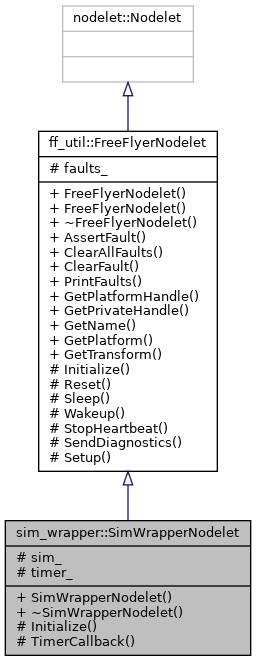 nodelet::Nodelet
ff_util::FreeFlyerNodelet
# faults_
+ FreeFlyerNodelet()
+ FreeFlyerNodelet()
+ ~FreeFlyerNodelet()
+ AssertFault()
+ ClearAllFaults()
+ ClearFault()
+ PrintFaults()
+ GetPlatformHandle()
+ GetPrivateHandle()
+ GetName()
+ GetPlatform()
+ GetTransform()
# Initialize()
# Reset()
# Sleep()
# Wakeup()
# StopHeartbeat()
# SendDiagnostics()
# Setup()
sim_wrapper::SimWrapperNodelet
# sim_
# timer_
+ SimWrapperNodelet()
+ ~SimWrapperNodelet()
# Initialize()
# TimerCallback()